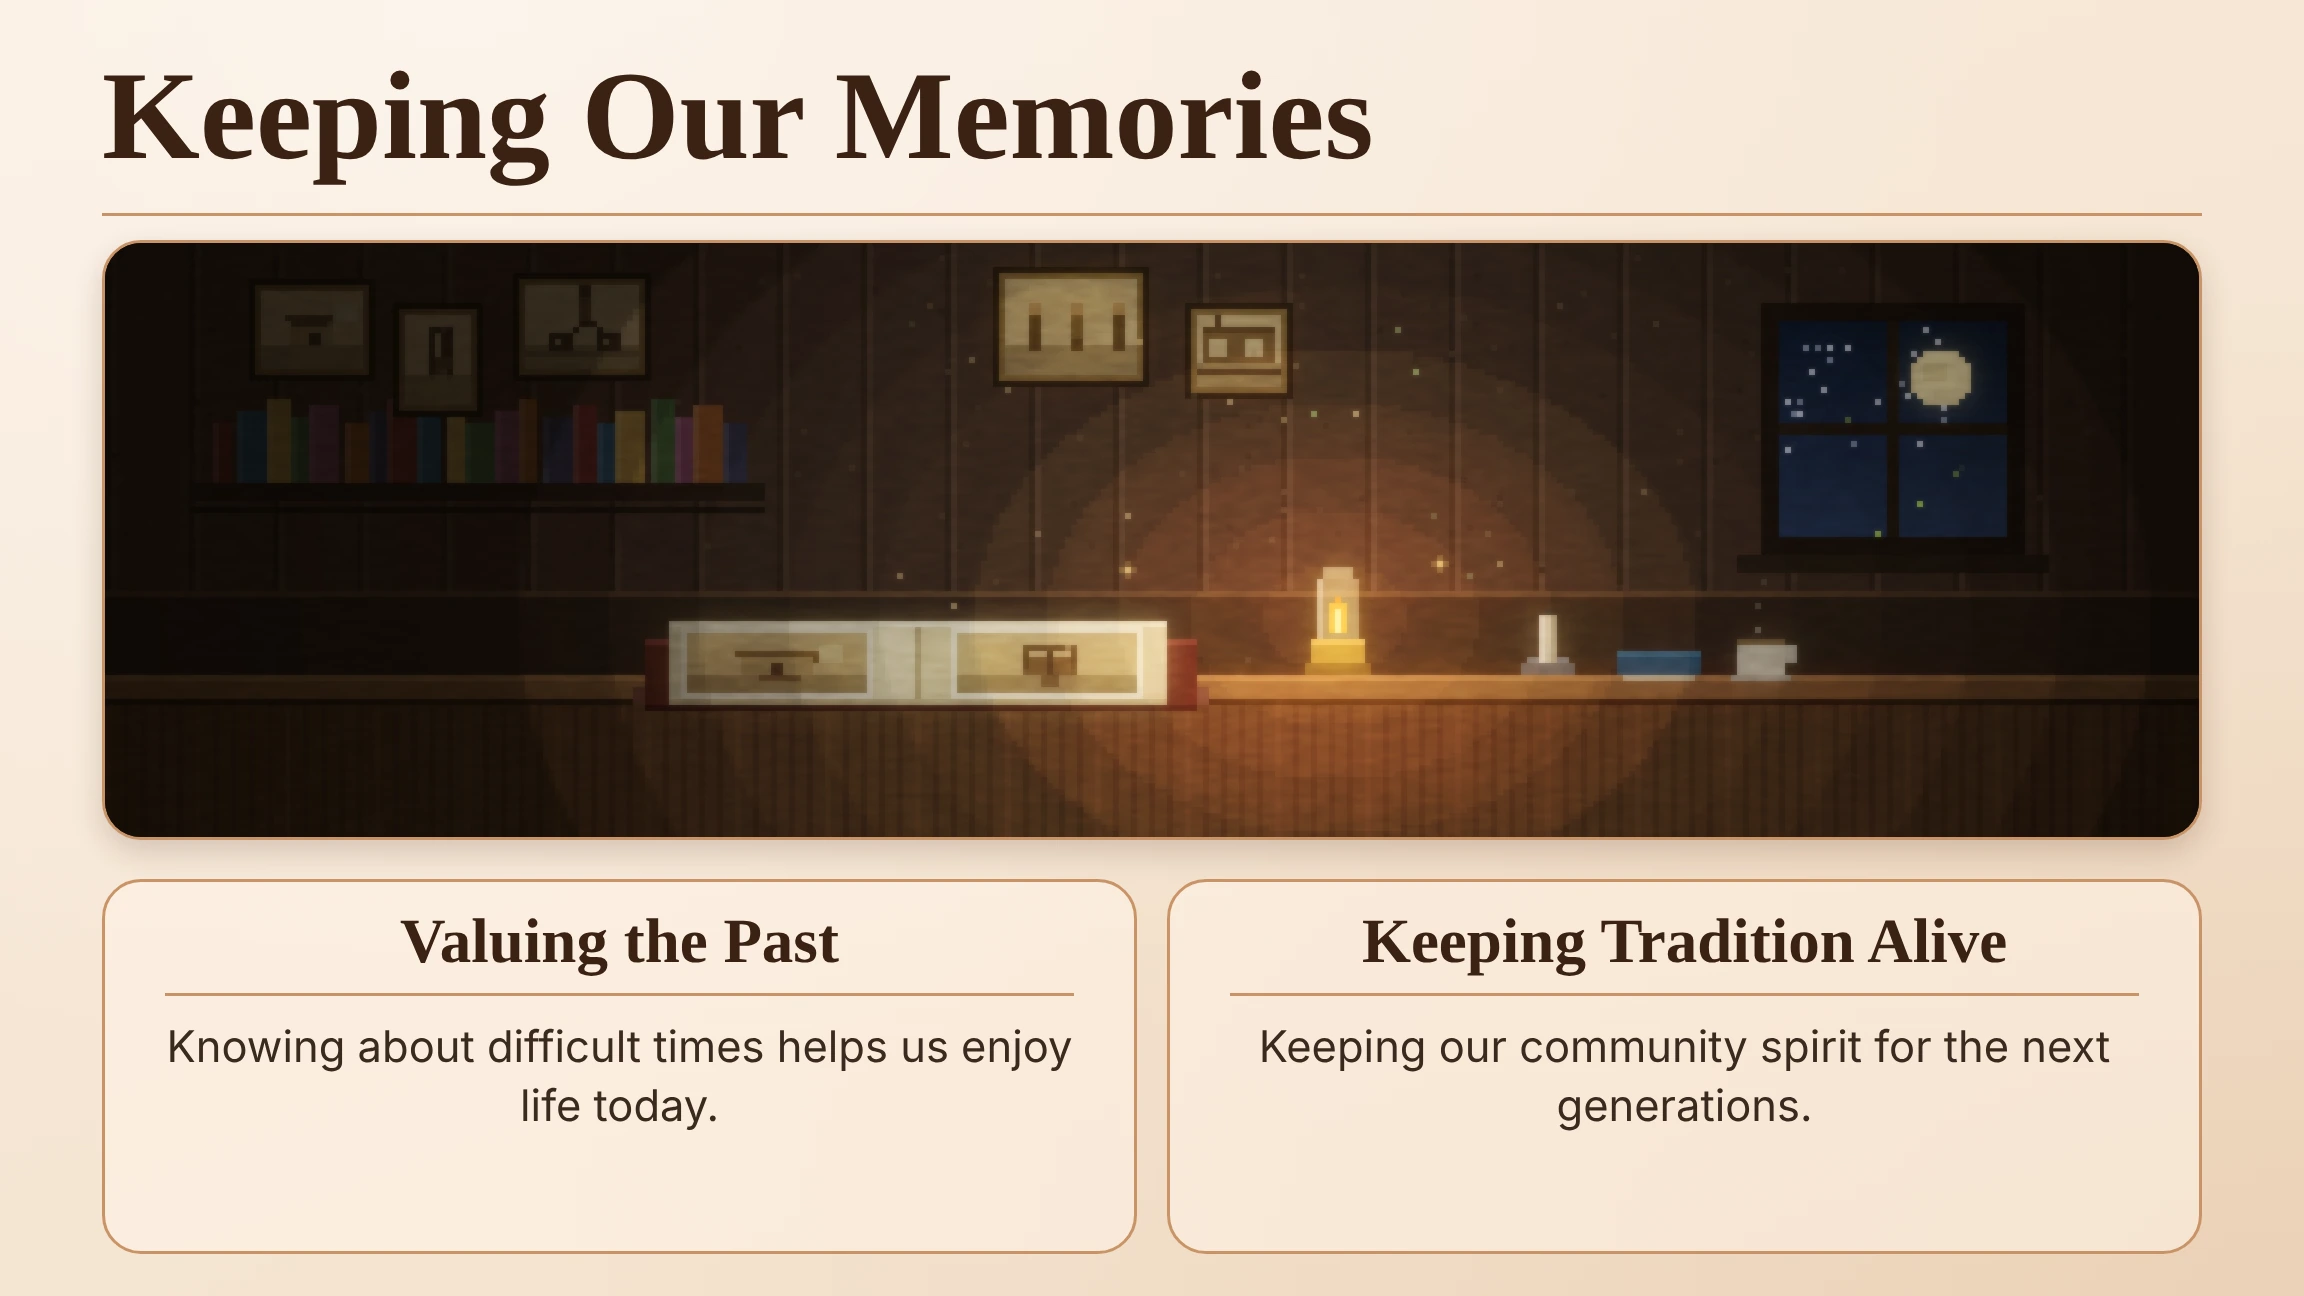 Keeping Our Memories
Valuing the Past
Knowing about difficult times helps us enjoy
life today.
Keeping Tradition Alive
Keeping our community spirit for the next
generations.